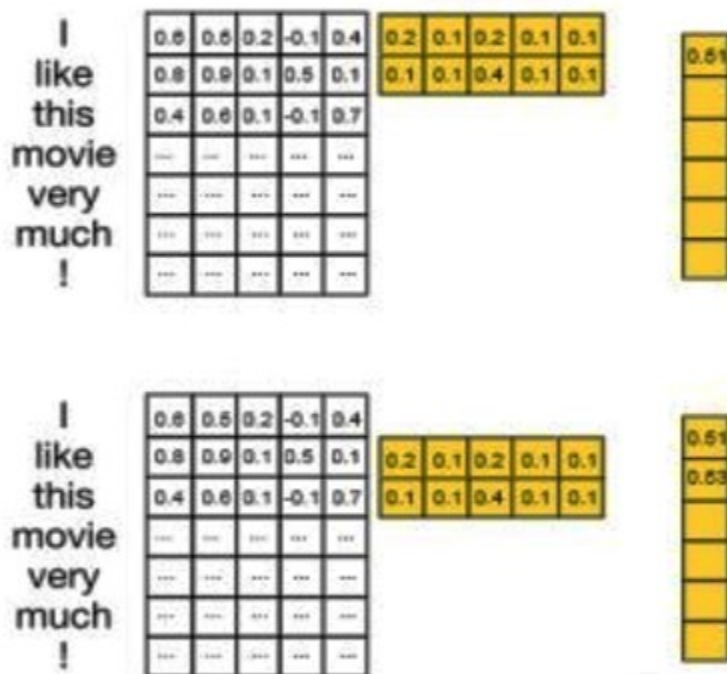 I 0.6 0.5 0.2 -0.1 0.4 0.2 0.1 0.2 0.1 0.1 0.51
like 0.8 0.9 0.1 0.5 0.1 0.1 0.1 0.4 0.1 0.1
this 0.4 0.6 0.1 -0.1 0.7
movie ... ... ... ... ...
very ... ... ... ... ...
much ... ... ... ... ...
! ... ... ... ... ...
I 0.6 0.5 0.2 -0.1 0.4 0.51
like 0.8 0.9 0.1 0.5 0.1 0.2 0.1 0.2 0.1 0.1 0.53
this 0.4 0.6 0.1 -0.1 0.7 0.1 0.1 0.4 0.1 0.1
movie ... ... ... ... ...
very ... ... ... ... ...
much ... ... ... ... ...
! ... ... ... ... ...